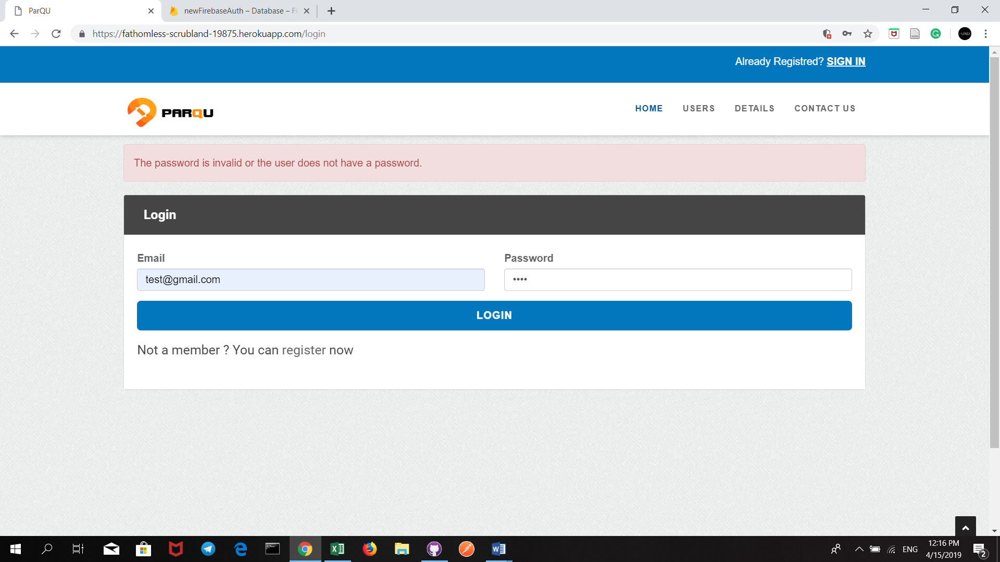 ParQU
newFirebaseAuth – Database – Fi
https://fathomless-scrubland-19875.herokuapp.com/login
Already Registred? SIGN IN
PARQU
HOME
USERS
DETAILS
CONTACT US
The password is invalid or the user does not have a password.
Login
Email
Password
test@gmail.com
••••
LOGIN
Not a member ? You can register now
ENG
12:16 PM
4/15/2019
2